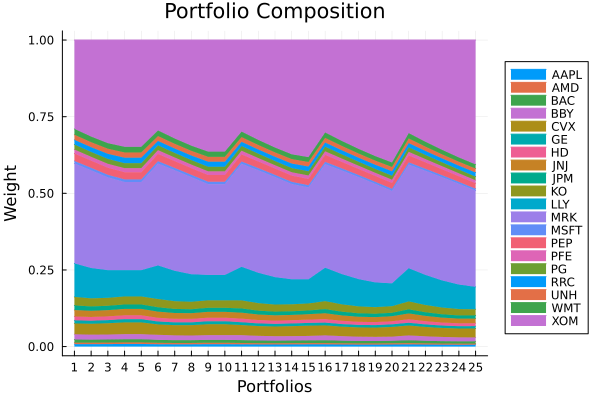 Portfolio Composition
1.00
0.75
0.50
0.25
0.00
Weight
1 2 3 4 5 6 7 8 9 10 11 12 13 14 15 16 17 18 19 20 21 22 23 24 25
Portfolios
AAPL
AMD
BAC
BBY
CVX
GE
HD
JNJ
JPM
KO
LLY
MRK
MSFT
PEP
PFE
PG
RRC
UNH
WMT
XOM